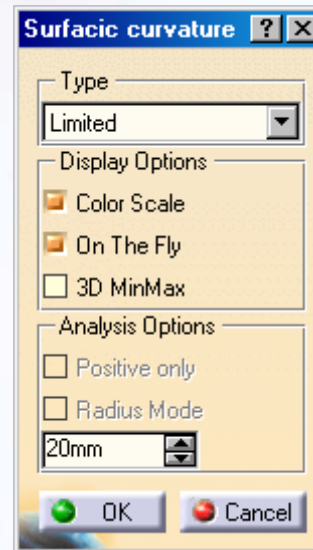 Surfacic curvature
Type
Limited
Display Options
Color Scale
On The Fly
3D MinMax
Analysis Options
Positive only
Radius Mode
20mm
OK Cancel